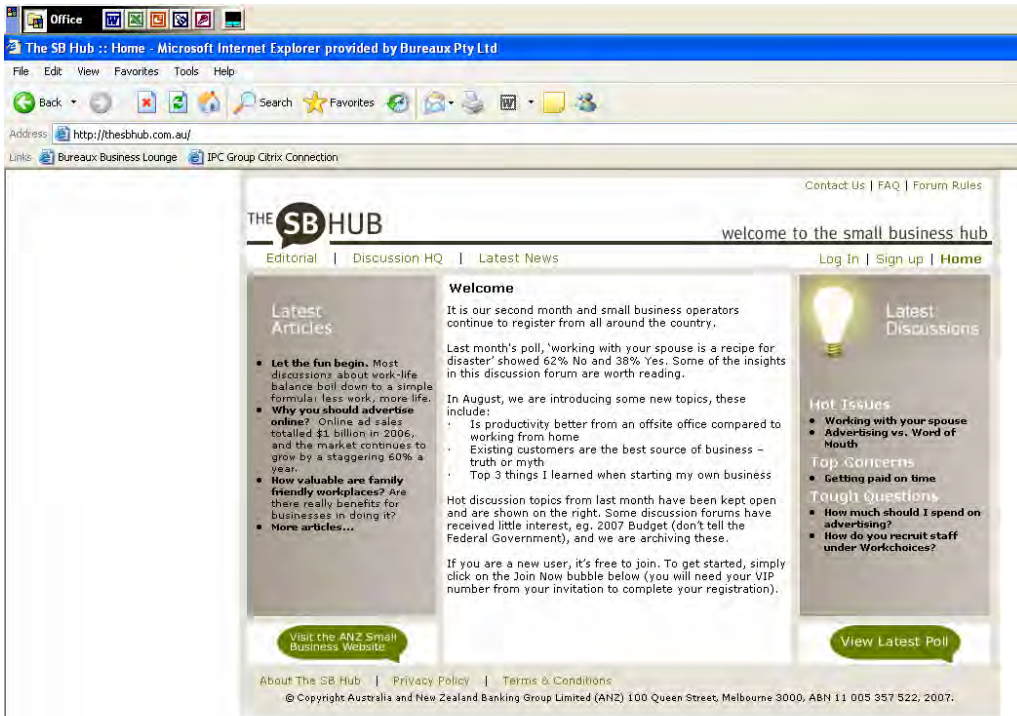 Office
The SB Hub :: Home - Microsoft Internet Explorer provided by Bureaux Pty Ltd
File Edit View Favorites Tools Help
Back Search Favorites
Address http://thesbhub.com.au/
Links Bureaux Business Lounge IPC Group Citrix Connection
Contact Us | FAQ | Forum Rules
THE SB HUB
welcome to the small business hub
Editorial | Discussion HQ | Latest News
Log In | Sign up | Home
Latest
Articles
• Let the fun begin. Most
discussions about work-life
balance boil down to a simple
formula: less work, more life.
• Why you should advertise
online? Online ad sales
totalled $1 billion in 2006,
and the market continues to
grow by a staggering 60% a
year.
• How valuable are family
friendly workplaces? Are
there really benefits for
businesses in doing it?
• More articles...
Welcome
It is our second month and small business operators
continue to register from all around the country.
Last month's poll, 'working with your spouse is a recipe for
disaster' showed 62% No and 38% Yes. Some of the insights
in this discussion forum are worth reading.
In August, we are introducing some new topics, these
include:
· Is productivity better from an offsite office compared to
working from home
· Existing customers are the best source of business –
truth or myth
· Top 3 things I learned when starting my own business
Hot discussion topics from last month have been kept open
and are shown on the right. Some discussion forums have
received little interest, eg. 2007 Budget (don't tell the
Federal Government), and we are archiving these.
If you are a new user, it's free to join. To get started, simply
click on the Join Now bubble below (you will need your VIP
number from your invitation to complete your registration).
Latest
Discussions
Hot Issues
• Working with your spouse
• Advertising vs. Word of
Mouth
Top Concerns
• Getting paid on time
Tough Questions
• How much should I spend on
advertising?
• How do you recruit staff
under Workchoices?
Visit the ANZ Small
Business Website
View Latest Poll
About The SB Hub | Privacy Policy | Terms & Conditions
© Copyright Australia and New Zealand Banking Group Limited (ANZ) 100 Queen Street, Melbourne 3000, ABN 11 005 357 522, 2007.